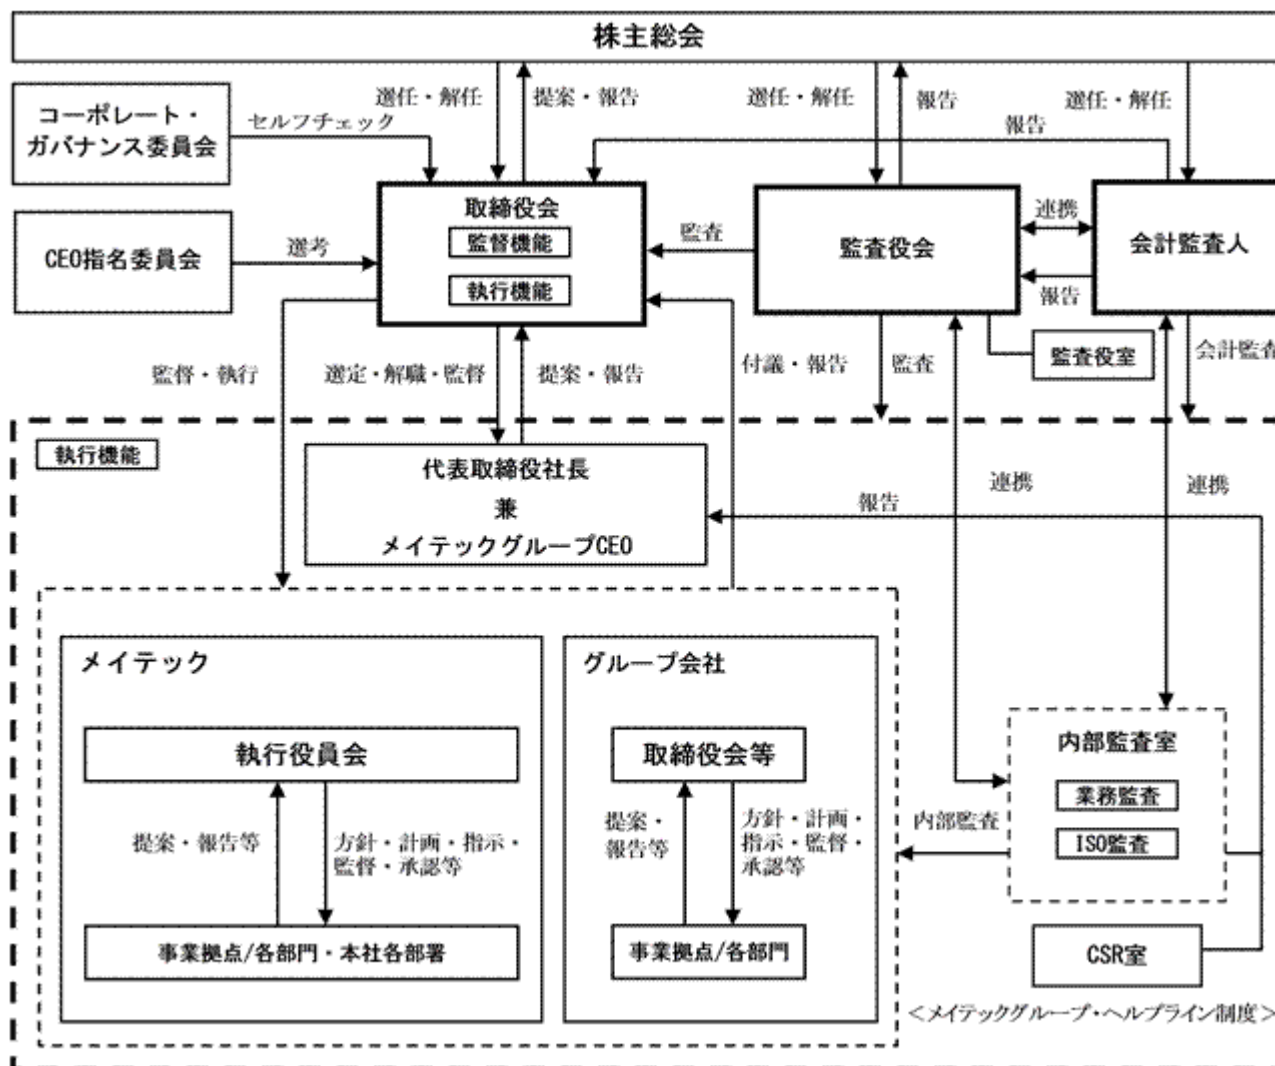 株主総会
選任・解任
提案・報告
選任・解任
報告
選任・解任
コーポレート・
ガバナンス委員会
セルフチェック
報告
取締役会
監督機能
執行機能
監査
監査役会
連携
報告
会計監査人
CEO指名委員会
選考
監督・執行
選定・解職・監督
提案・報告
付議・報告
監査
監査役室
会計監査
執行機能
代表取締役社長
兼
メイテックグループCEO
報告
連携
連携
メイテック
執行役員会
提案・報告等
方針・計画・指示・
監督・承認等
事業拠点/各部門・本社各部署
グループ会社
取締役会等
提案・
報告等
方針・計画・
指示・監督・
承認等
事業拠点/各部門
内部監査
内部監査室
業務監査
ISO監査
CSR室
＜メイテックグループ・ヘルプライン制度＞